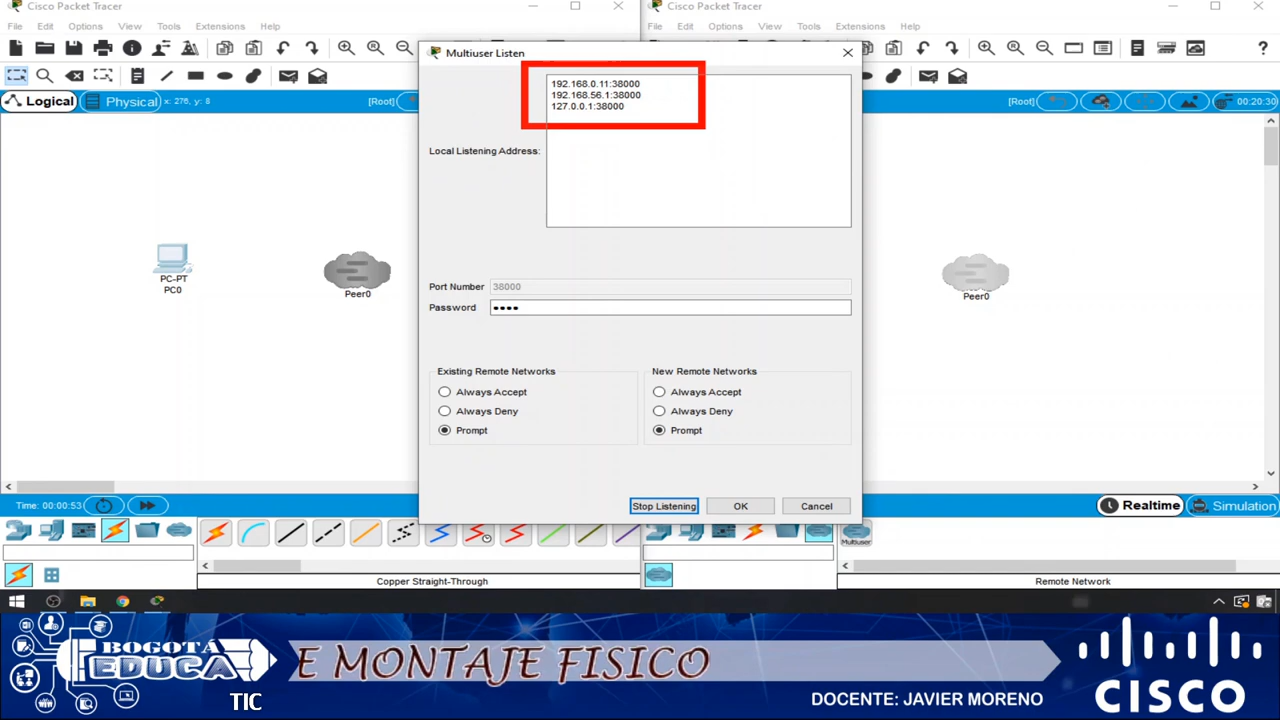 Cisco Packet Tracer
Cisco Packet Tracer
File Edit Options View Tools Extensions Help
File Edit Options View Tools Extensions Help
Multiuser Listen
Logical
Physical
x: 276, y: 8
[Root]
[Root]
00:20:30
192.168.0.11:38000
192.168.56.1:38000
127.0.0.1:38000
Local Listening Address:
PC-PT
PC0
Peer0
Peer0
Port Number 38000
Password ••••
Existing Remote Networks
New Remote Networks
Always Accept
Always Accept
Always Deny
Always Deny
Prompt
Prompt
Stop Listening
OK
Cancel
Time: 00:00:53
Realtime
Simulation
Multiuser
Copper Straight-Through
Remote Network
BOGOTÁ
EDUCA
TIC
E MONTAJE FISICO
DOCENTE: JAVIER MORENO
CISCO